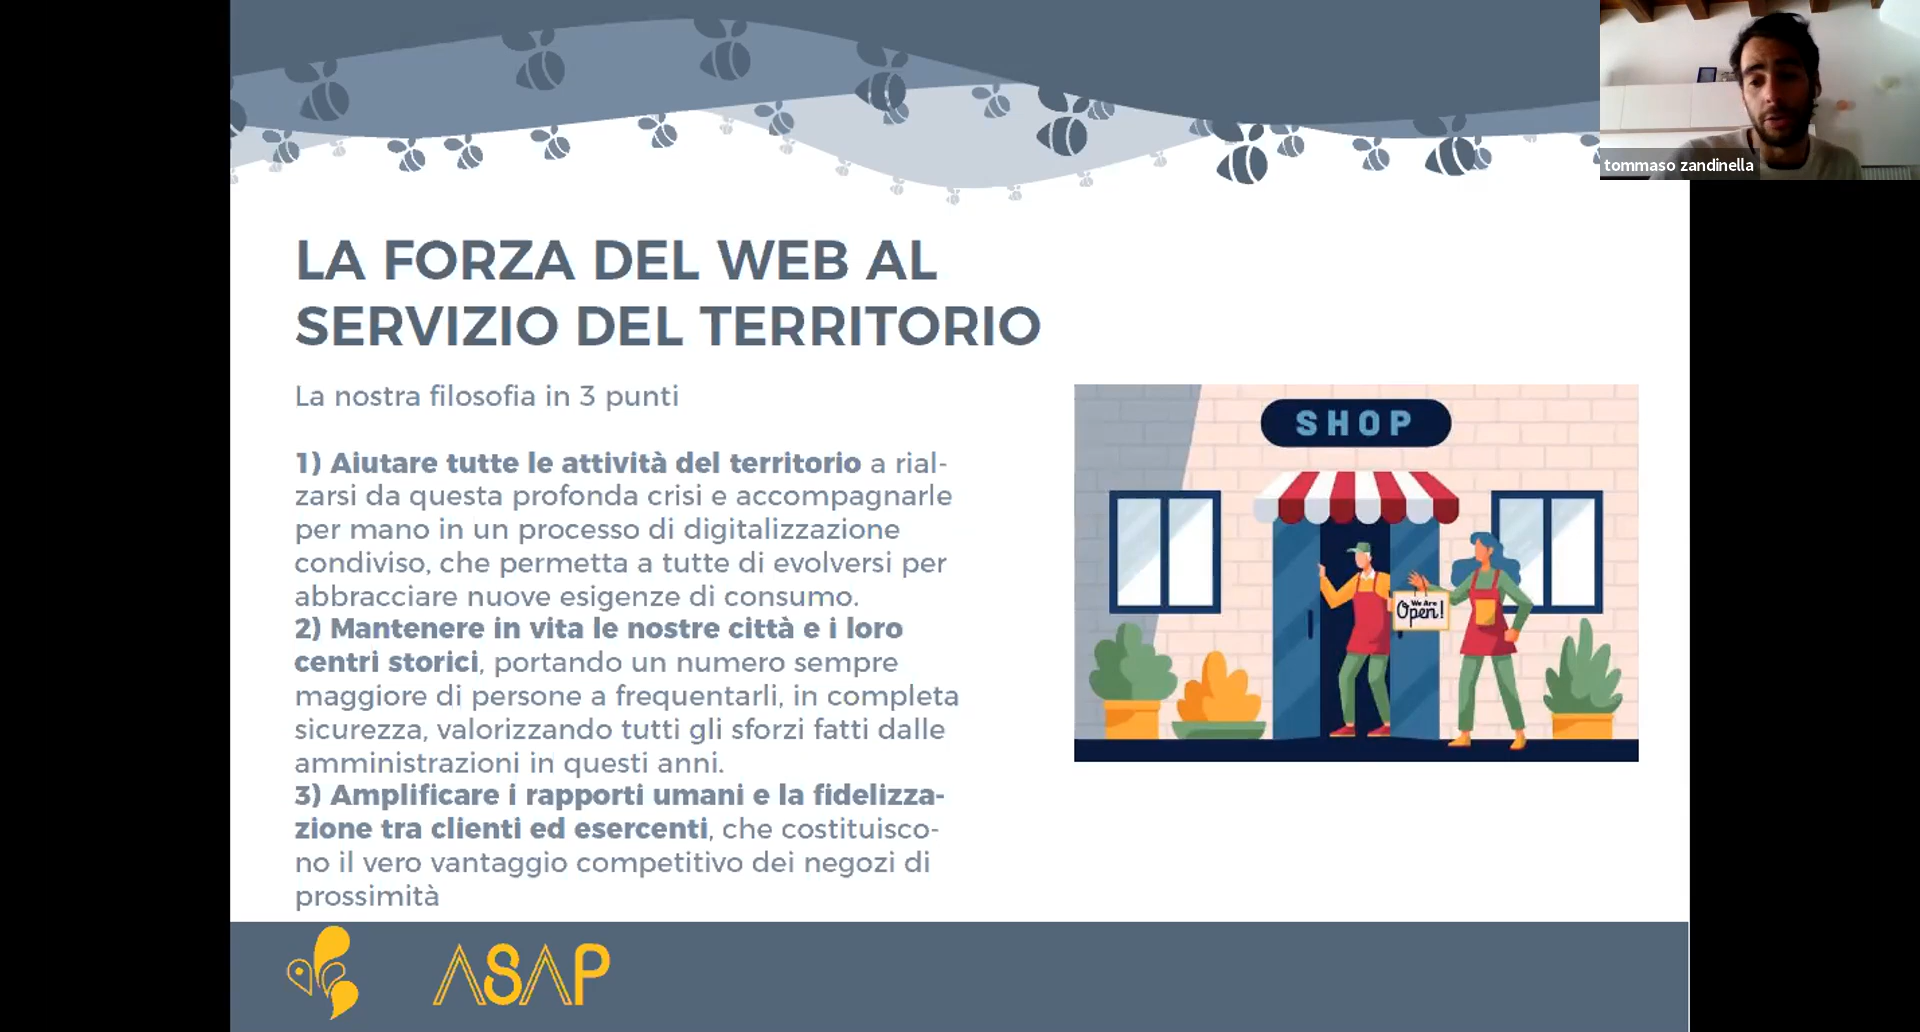 tommaso zandinella
LA FORZA DEL WEB AL
SERVIZIO DEL TERRITORIO
La nostra filosofia in 3 punti
1) Aiutare tutte le attività del territorio a rial-
zarsi da questa profonda crisi e accompagnarle
per mano in un processo di digitalizzazione
condiviso, che permetta a tutte di evolversi per
abbracciare nuove esigenze di consumo.
2) Mantenere in vita le nostre città e i loro
centri storici, portando un numero sempre
maggiore di persone a frequentarli, in completa
sicurezza, valorizzando tutti gli sforzi fatti dalle
amministrazioni in questi anni.
3) Amplificare i rapporti umani e la fidelizza-
zione tra clienti ed esercenti, che costituisco-
no il vero vantaggio competitivo dei negozi di
prossimità
SHOP
We Are
Open!
ASAP